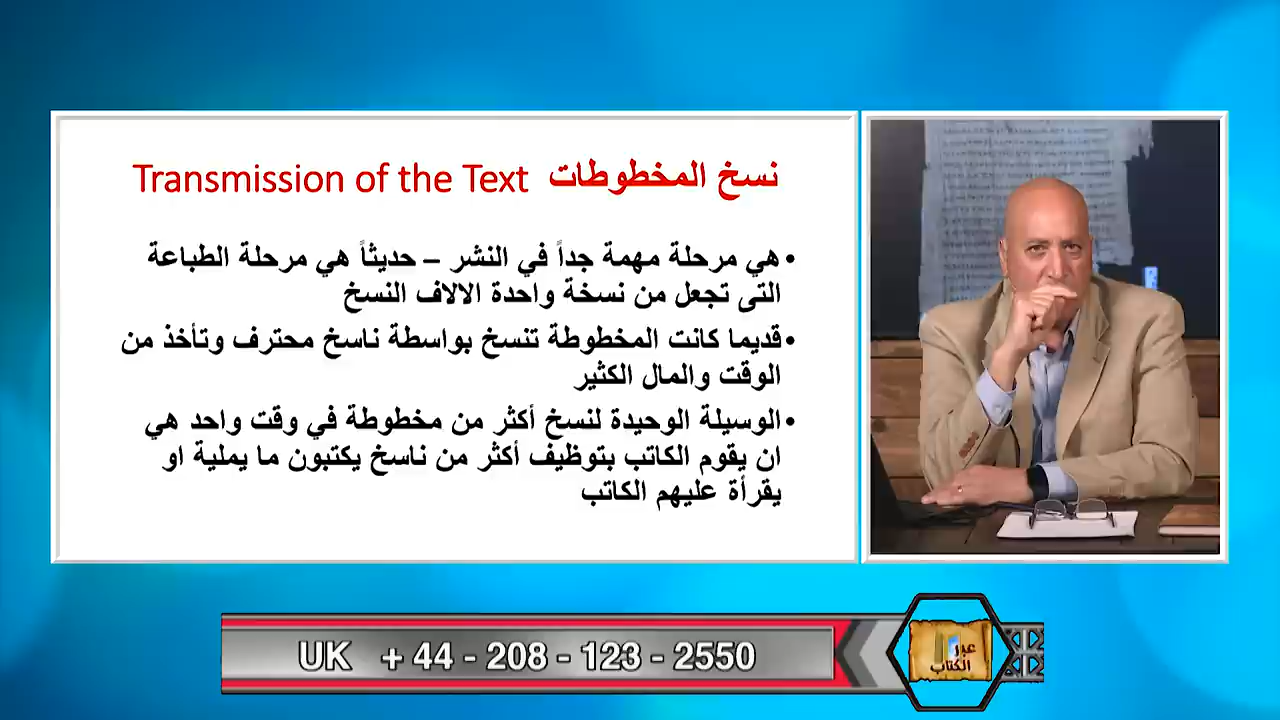 نسخ المخطوطات Transmission of the Text
• هي مرحلة مهمة جداً في النشر – حديثاً هي مرحلة الطباعة
التى تجعل من نسخة واحدة الالاف النسخ
• قديما كانت المخطوطة تنسخ بواسطة ناسخ محترف وتأخذ من
الوقت والمال الكثير
• الوسيلة الوحيدة لنسخ أكثر من مخطوطة في وقت واحد هي
ان يقوم الكاتب بتوظيف أكثر من ناسخ يكتبون ما يملية او
يقرأة عليهم الكاتب
UK + 44 - 208 - 123 - 2550
عبر
الكتاب